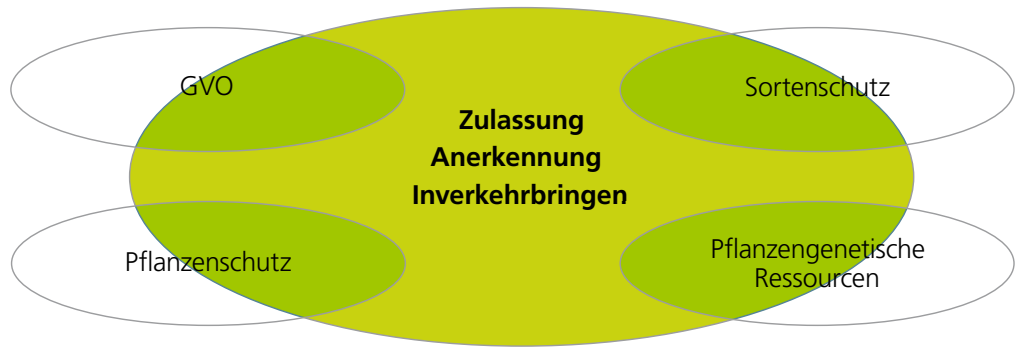 GVO
Sortenschutz
Zulassung
Anerkennung
Inverkehrbringen
Pflanzenschutz
Pflanzengenetische
Ressourcen